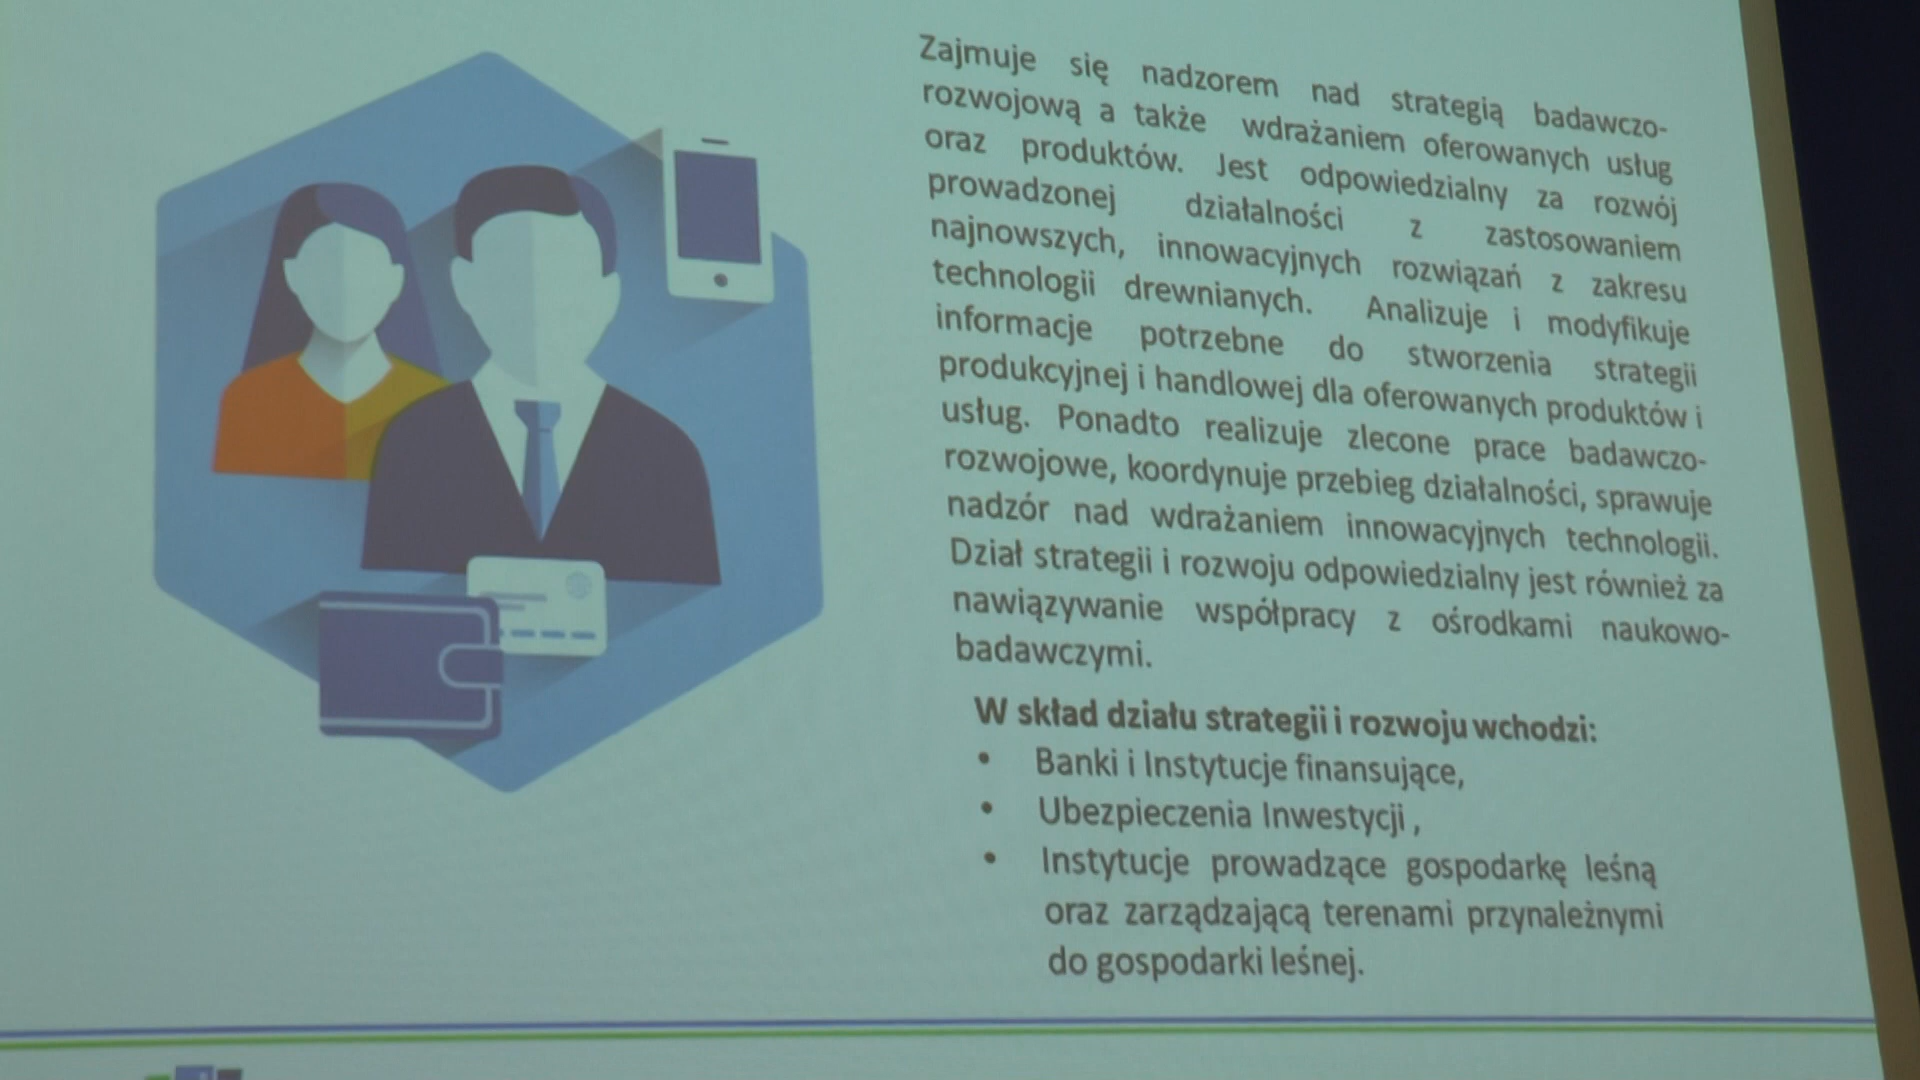 Zajmuje się nadzorem nad strategią badawczo-
rozwojową a także wdrażaniem oferowanych usług
oraz produktów. Jest odpowiedzialny za rozwój
prowadzonej działalności z zastosowaniem
najnowszych, innowacyjnych rozwiązań z zakresu
technologii drewnianych. Analizuje i modyfikuje
informacje potrzebne do stworzenia strategii
produkcyjnej i handlowej dla oferowanych produktów i
usług. Ponadto realizuje zlecone prace badawczo-
rozwojowe, koordynuje przebieg działalności, sprawuje
nadzór nad wdrażaniem innowacyjnych technologii.
Dział strategii i rozwoju odpowiedzialny jest również za
nawiązywanie współpracy z ośrodkami naukowo-
badawczymi.
W skład działu strategii i rozwoju wchodzi:
• Banki i Instytucje finansujące,
• Ubezpieczenia Inwestycji ,
• Instytucje prowadzące gospodarkę leśną
oraz zarządzającą terenami przynależnymi
do gospodarki leśnej.